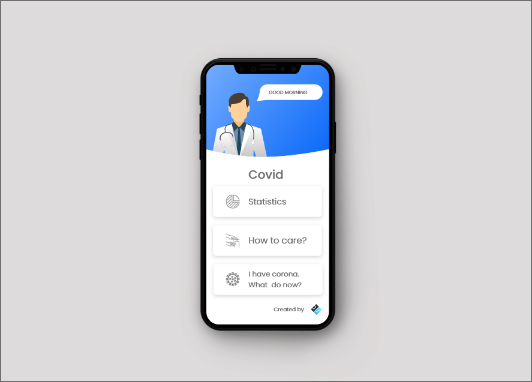 GOOD MORNING
Covid
Statistics
How to care?
I have corona.
What do now?
Created by